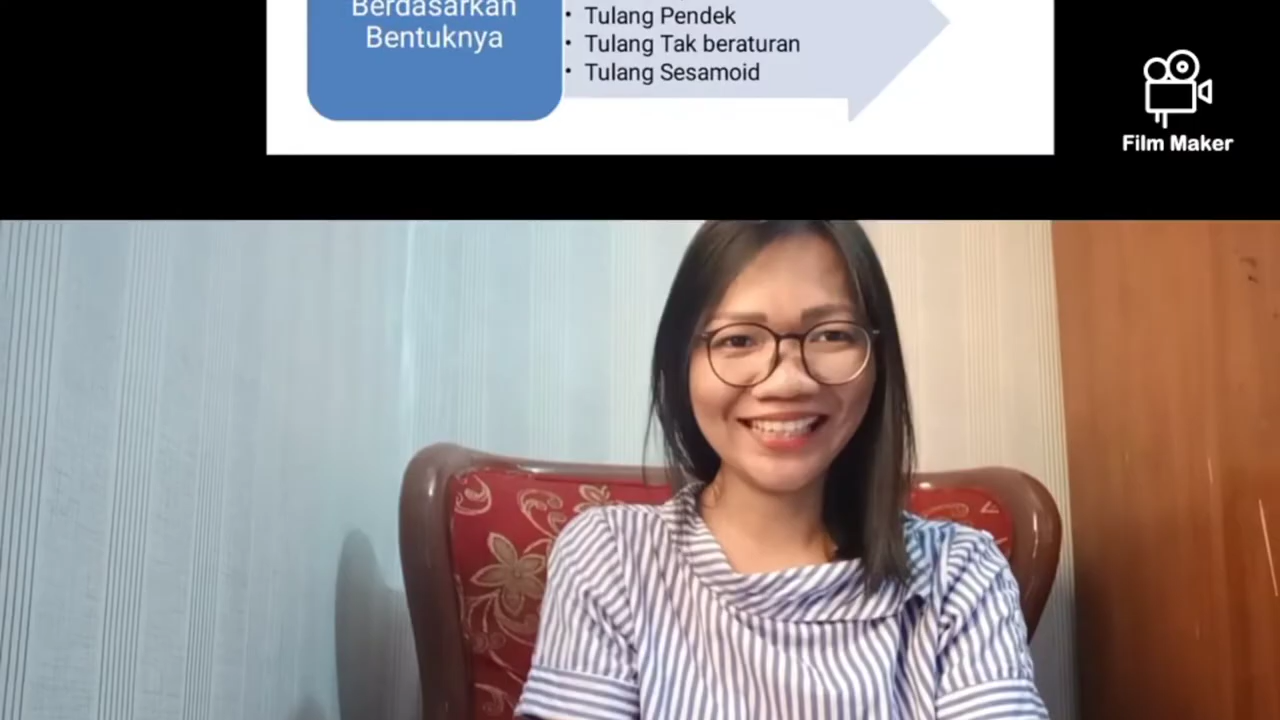 Berdasarkan
Bentuknya
• Tulang Pendek
• Tulang Tak beraturan
• Tulang Sesamoid
Film Maker